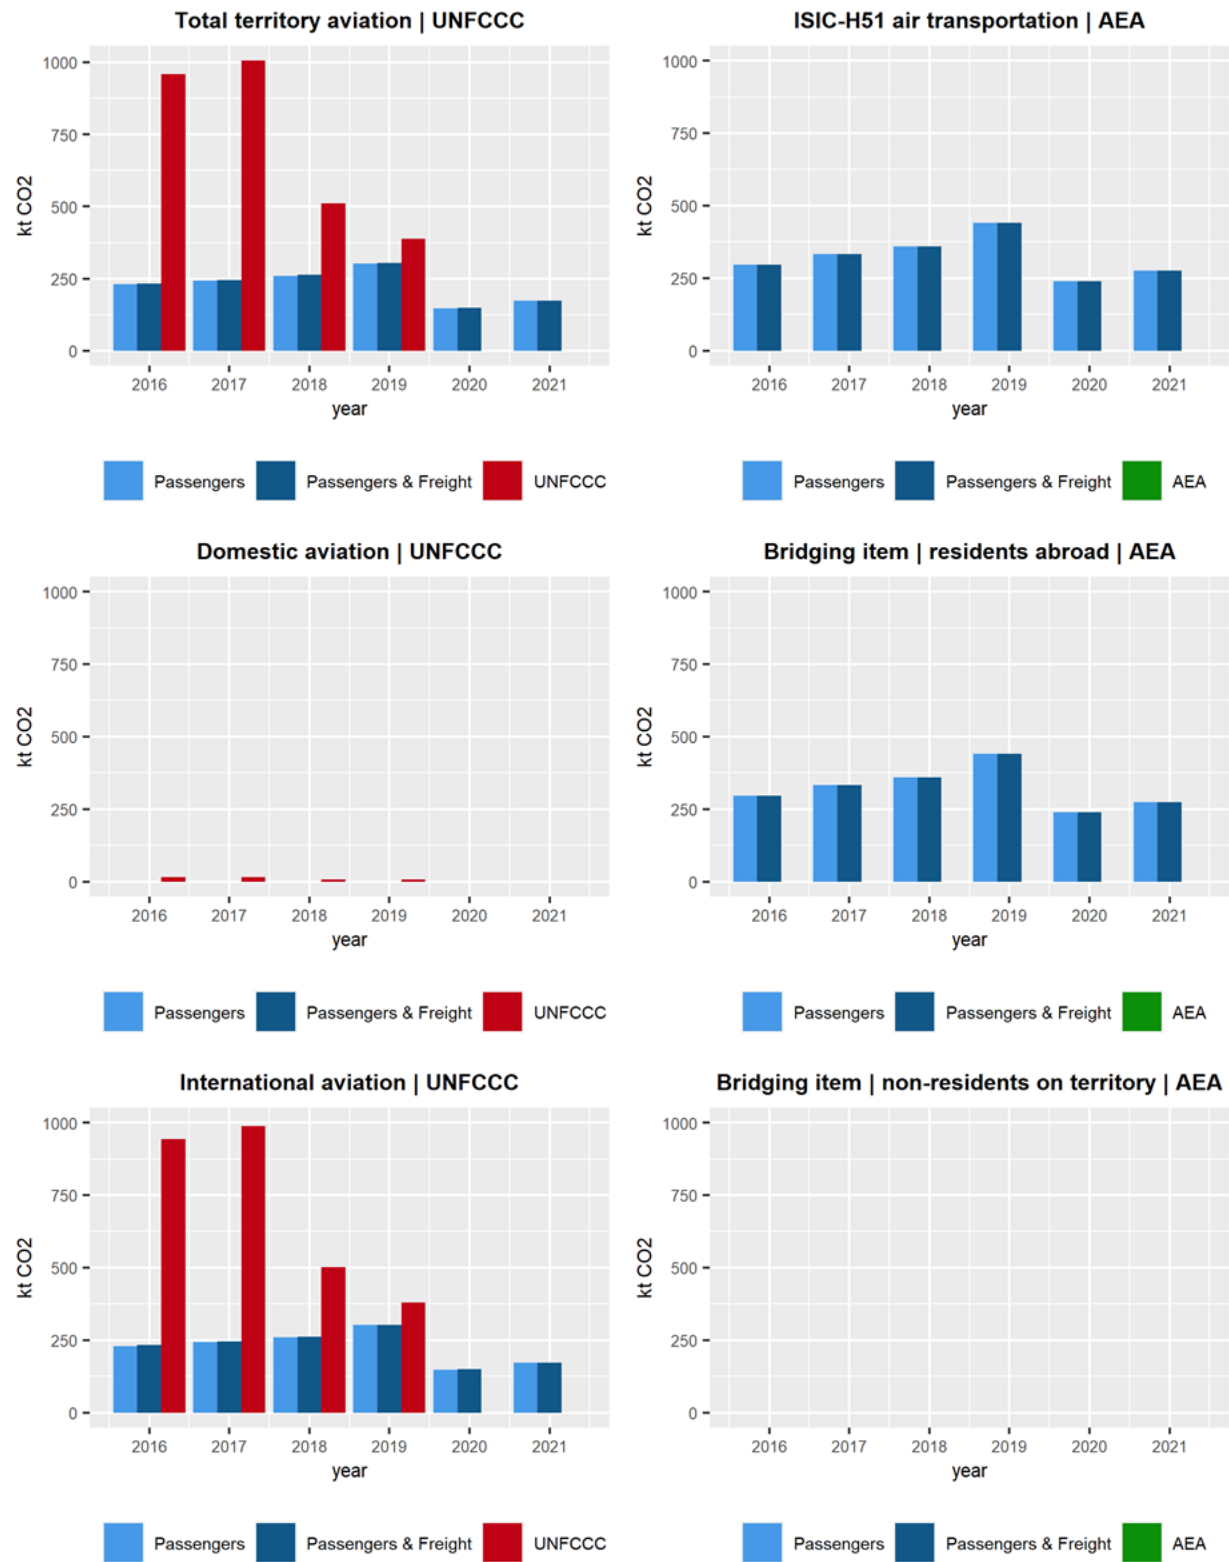 Total territory aviation | UNFCCC
kt CO2
1000
750
500
250
0
2016 2017 2018 2019 2020 2021
year
Passengers Passengers & Freight UNFCCC
ISIC-H51 air transportation | AEA
kt CO2
1000
750
500
250
0
2016 2017 2018 2019 2020 2021
year
Passengers Passengers & Freight AEA
Domestic aviation | UNFCCC
kt CO2
1000
750
500
250
0
2016 2017 2018 2019 2020 2021
year
Passengers Passengers & Freight UNFCCC
Bridging item | residents abroad | AEA
kt CO2
1000
750
500
250
0
2016 2017 2018 2019 2020 2021
year
Passengers Passengers & Freight AEA
International aviation | UNFCCC
kt CO2
1000
750
500
250
0
2016 2017 2018 2019 2020 2021
year
Passengers Passengers & Freight UNFCCC
Bridging item | non-residents on territory | AEA
kt CO2
1000
750
500
250
0
2016 2017 2018 2019 2020 2021
year
Passengers Passengers & Freight AEA